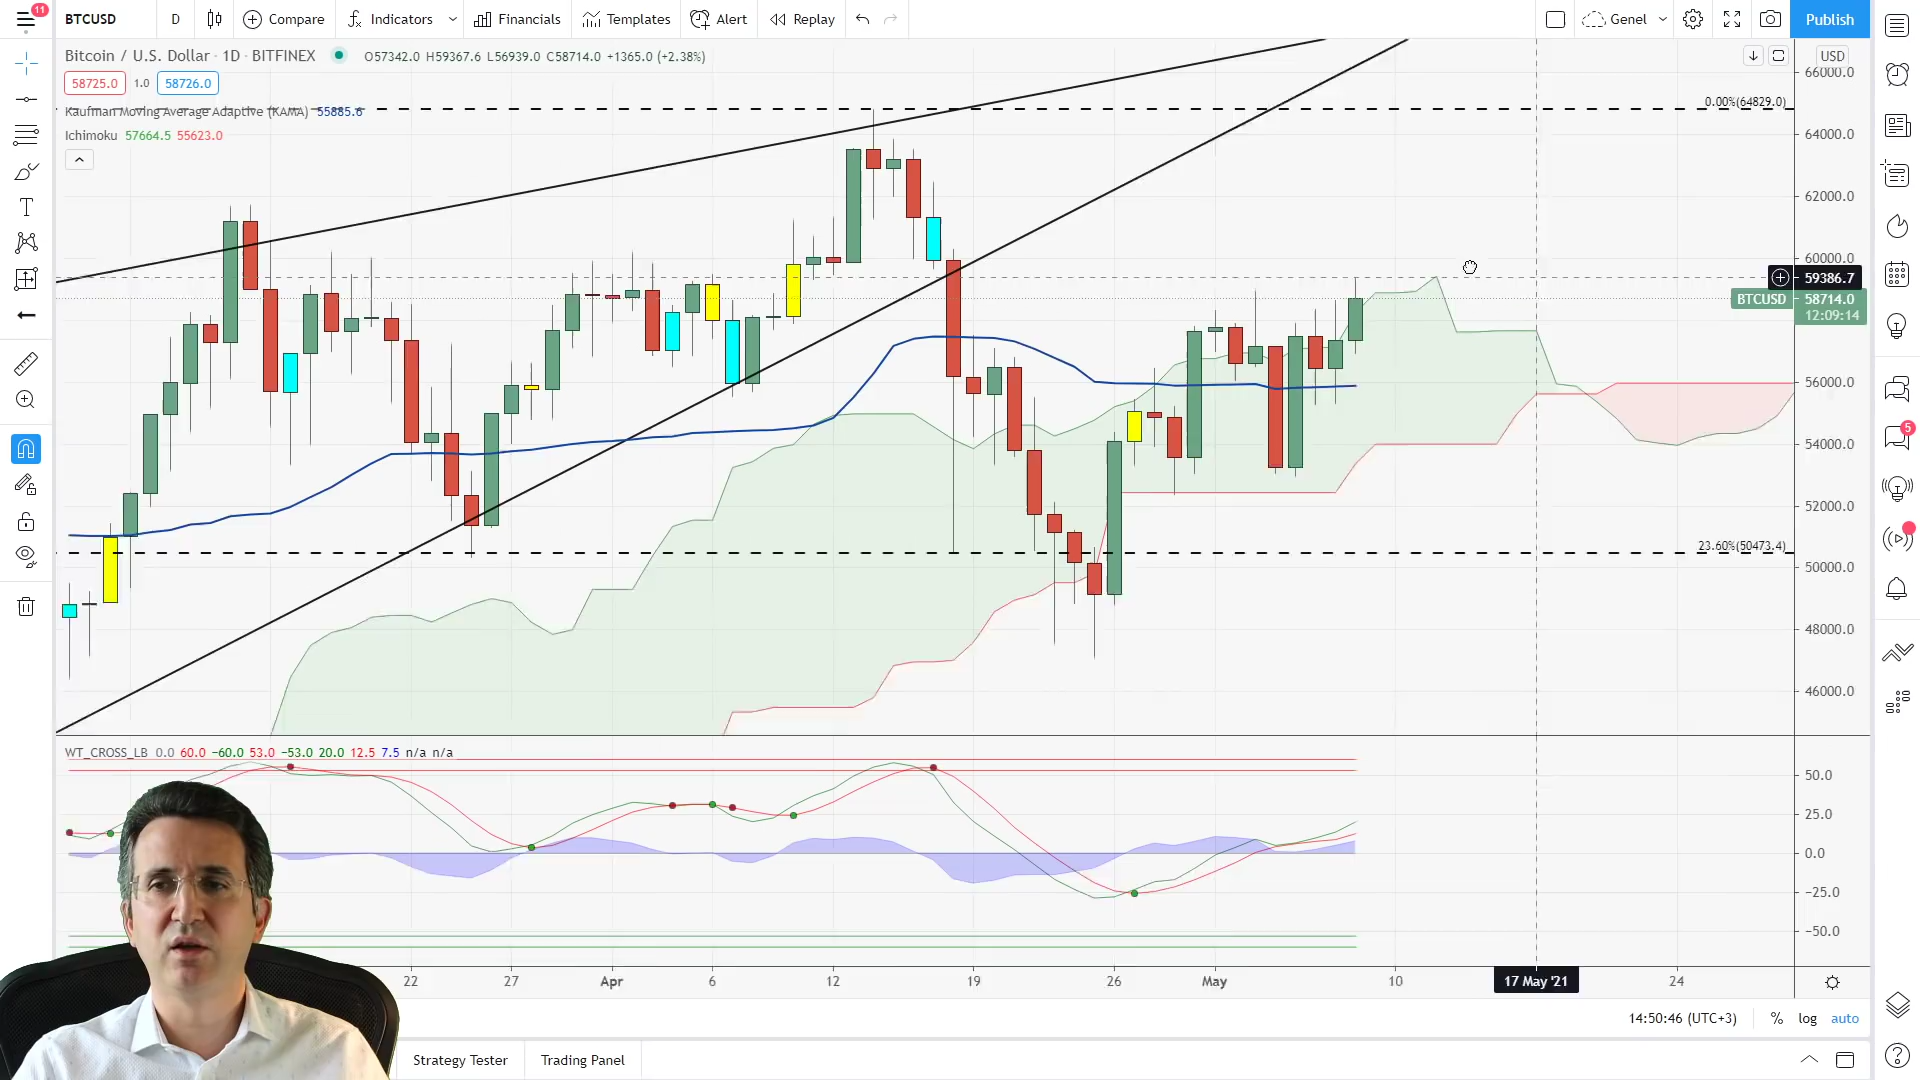 11
BTCUSD D Compare Indicators Financials Templates Alert Replay Genel Publish
Bitcoin / U.S. Dollar · 1D · BITFINEX O57342.0 H59367.6 L56939.0 C58714.0 +1365.0 (+2.38%)
USD
66000.0
58725.0 1.0 58726.0
0.00%(64829.0)
Kaufman Moving Average Adaptive (KAMA) 55885.6
Ichimoku 57664.5 55623.0
64000.0
62000.0
60000.0
59386.7
BTCUSD 58714.0
12:09:14
56000.0
5
54000.0
52000.0
23.60%(50473.4)
50000.0
48000.0
46000.0
WT_CROSS_LB 0.0 60.0 −60.0 53.0 −53.0 20.0 12.5 7.5 n/a n/a
50.0
25.0
0.0
−25.0
−50.0
22 27 Apr 6 12 19 26 May 10 17 May '21 24
14:50:46 (UTC+3) % log auto
Strategy Tester Trading Panel